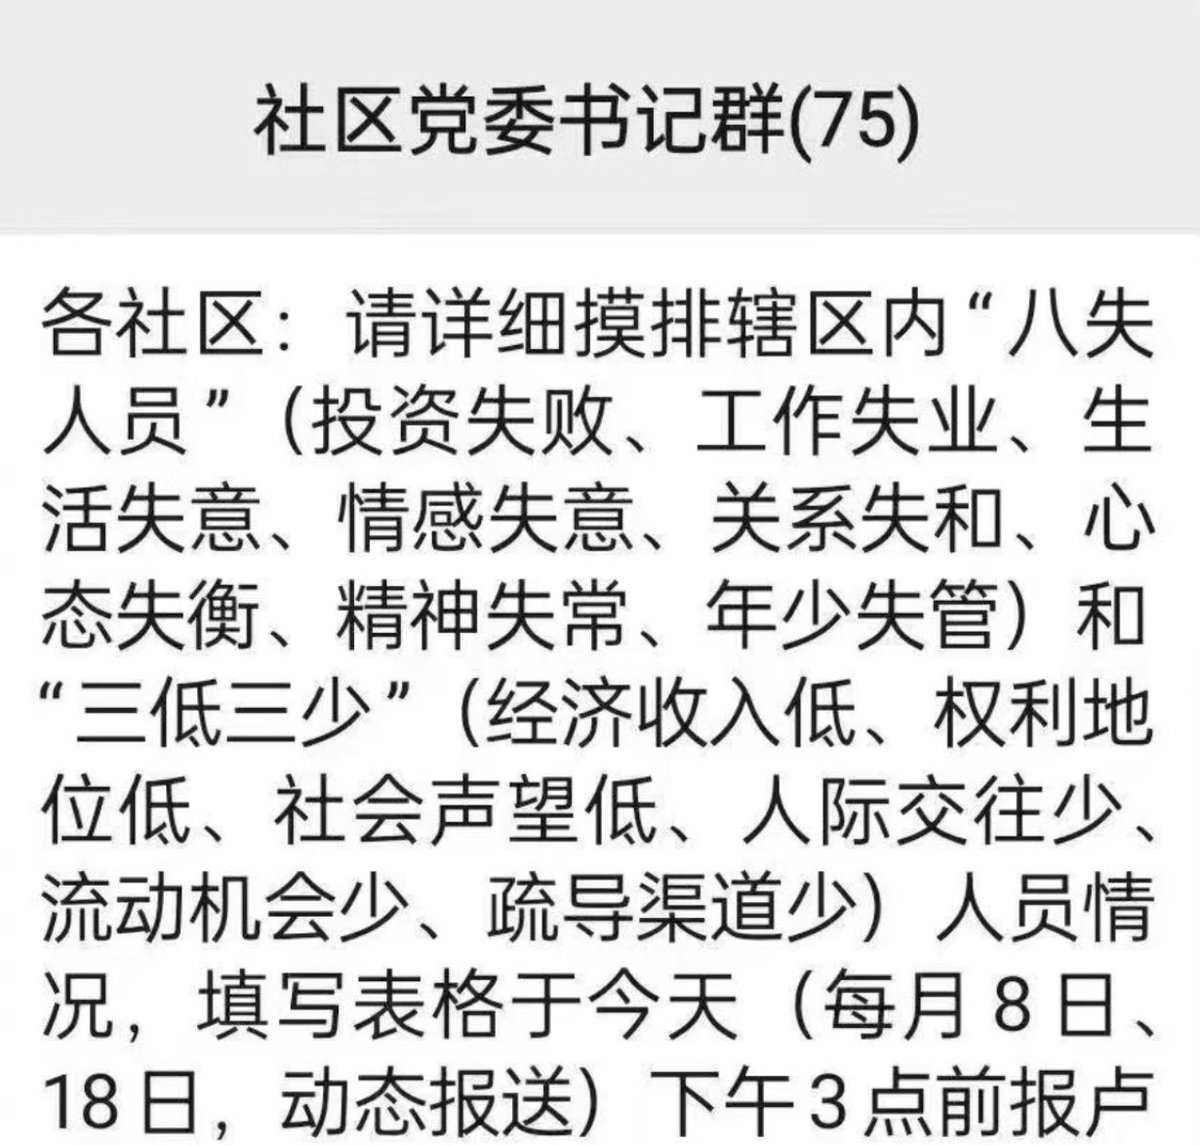 社区党委书记群(75)
各社区：请详细摸排辖区内“八失
人员”（投资失败、工作失业、生
活失意、情感失意、关系失和、心
态失衡、精神失常、年少失管）和
“三低三少”（经济收入低、权利地
位低、社会声望低、人际交往少、
流动机会少、疏导渠道少）人员情
况，填写表格于今天（每月8日、
18日，动态报送）下午3点前报卢